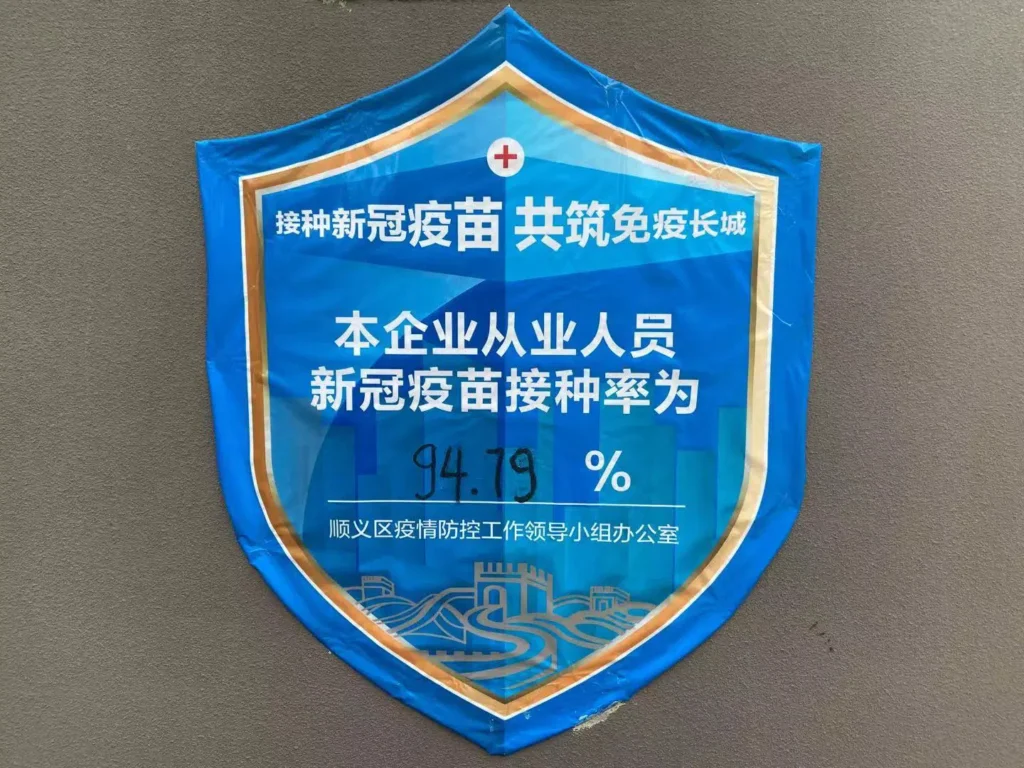 接种新冠疫苗 共筑免疫长城
本企业从业人员
新冠疫苗接种率为
94.79 %
顺义区疫情防控工作领导小组办公室